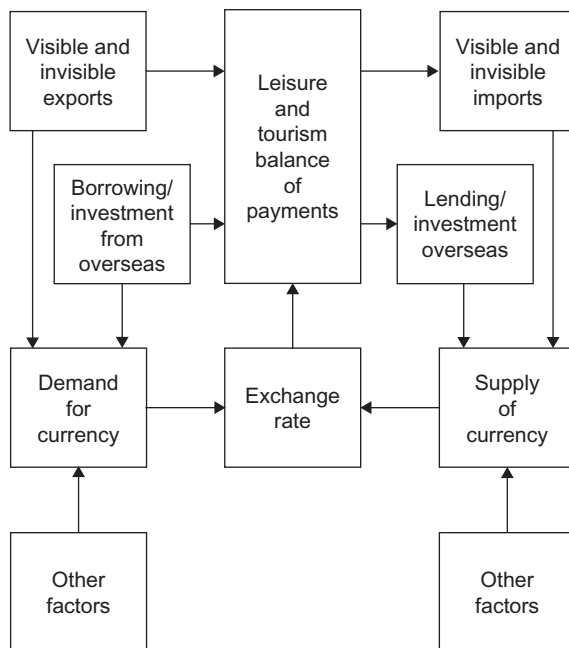 Visible and
invisible
exports
Leisure
and
tourism
balance
of
payments
Visible and
invisible
imports
Borrowing/
investment
from
overseas
Lending/
investment
overseas
Demand
for
currency
Exchange
rate
Supply
of
currency
Other
factors
Other
factors